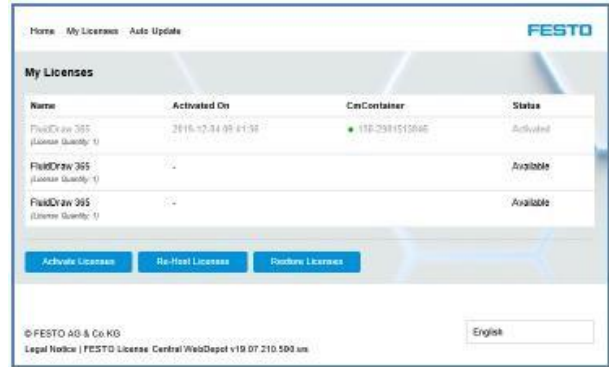 Home My Licenses Auto Update
FESTO
My Licenses
Name Activated On CmContainer Status
FluidDraw 365 Activated
(License Quantity: 1)
FluidDraw 365 - Available
(License Quantity: 1)
FluidDraw 365 - Available
(License Quantity: 1)
Activate Licenses Re-Host Licenses Restore Licenses
© FESTO AG & Co.KG
English
Legal Notice | FESTO License Central WebDepot